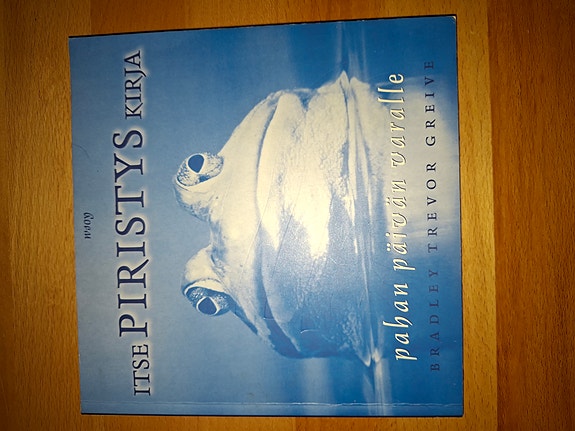 wsoy
ITSE PIRISTYS KIRJA
pahan päivän varalle
BRADLEY TREVOR GREIVE